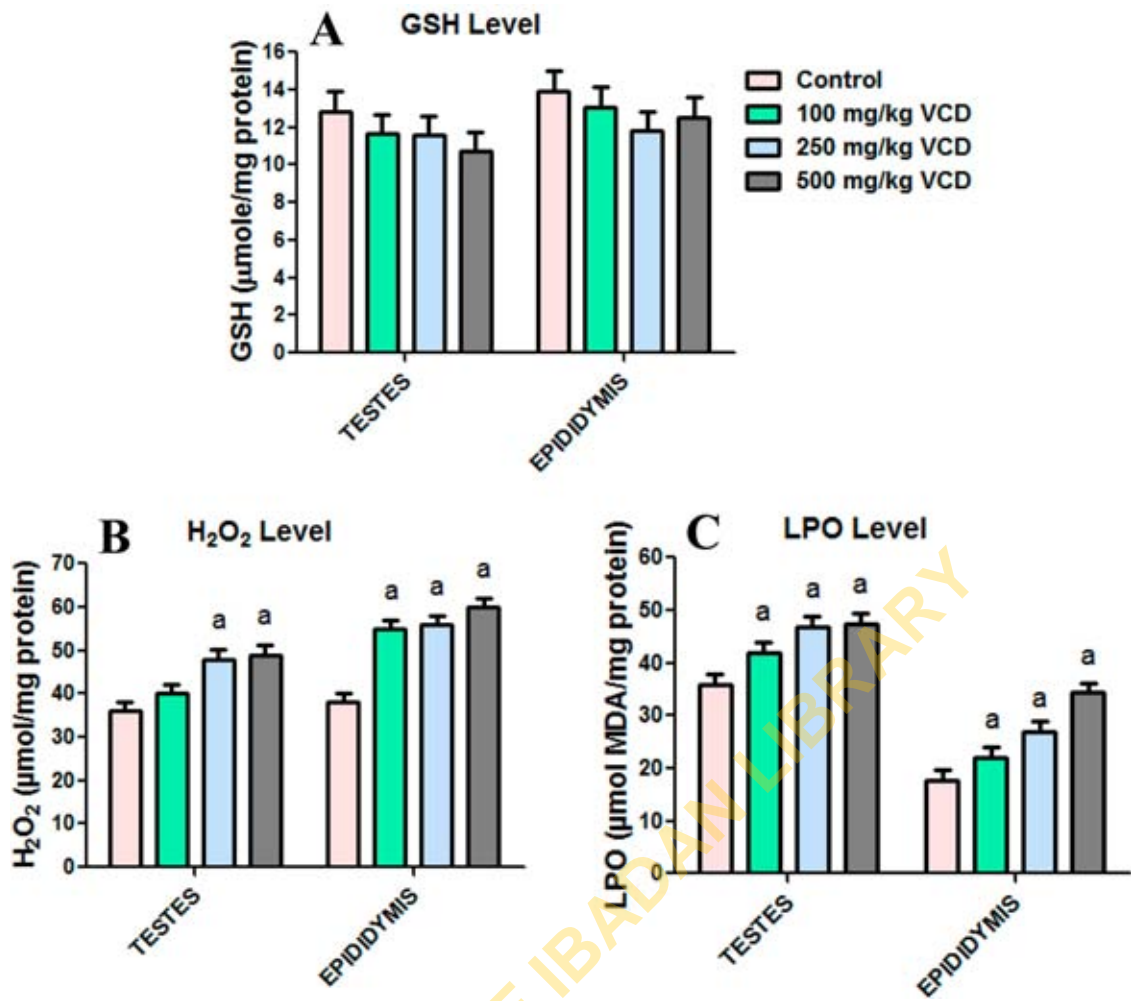 A GSH Level
16
14
12
10
8
6
4
2
0
GSH (μmole/mg protein)
TESTES
EPIDIDYMIS
Control
100 mg/kg VCD
250 mg/kg VCD
500 mg/kg VCD
B H₂O₂ Level
70
60
50
40
30
20
10
0
H₂O₂ (μmol/mg protein)
a a
a a a
TESTES
EPIDIDYMIS
C LPO Level
60
50
40
30
20
10
0
LPO (μmol MDA/mg protein)
a a a
a a a
TESTES
EPIDIDYMIS
IBADAN LIBRARY